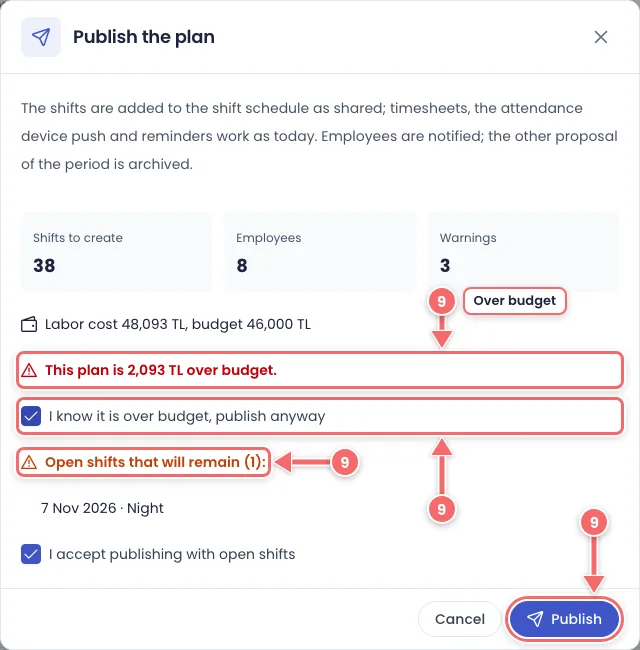 Publish the plan
The shifts are added to the shift schedule as shared; timesheets, the attendance
device push and reminders work as today. Employees are notified; the other proposal
of the period is archived.
Shifts to create
38
Employees
8
Warnings
3
9
Over budget
Labor cost 48,093 TL, budget 46,000 TL
This plan is 2,093 TL over budget.
I know it is over budget, publish anyway
Open shifts that will remain (1):
9
7 Nov 2026 · Night
9
9
I accept publishing with open shifts
Cancel
Publish